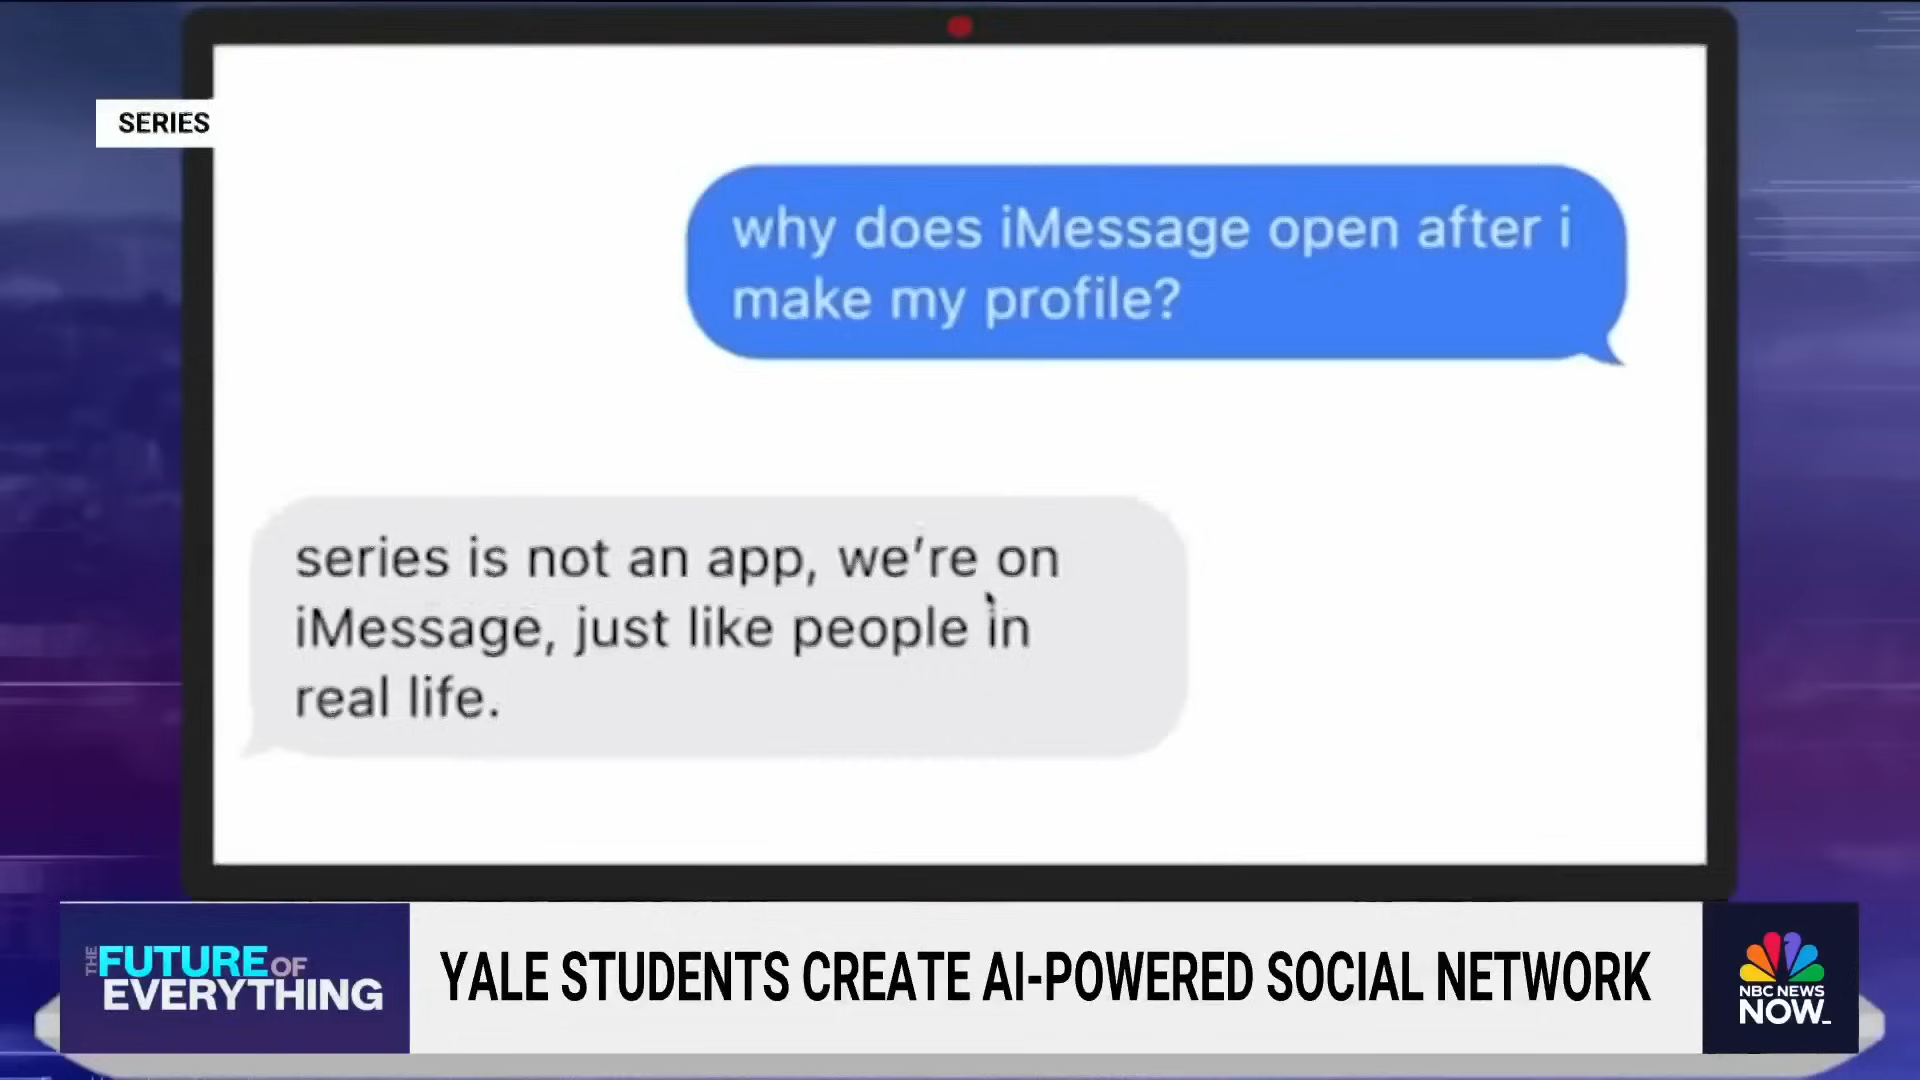 SERIES
why does iMessage open after i
make my profile?
series is not an app, we're on
iMessage, just like people in
real life.
THE FUTURE OF
EVERYTHING
YALE STUDENTS CREATE AI-POWERED SOCIAL NETWORK
NBC NEWS
NOW_